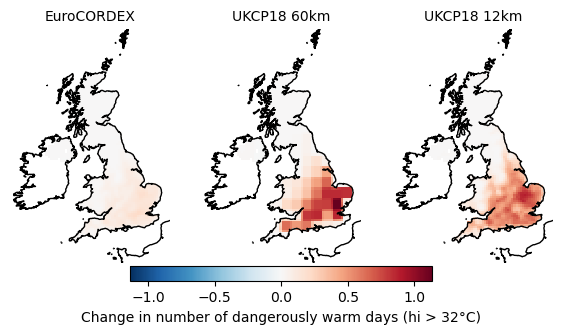 EuroCORDEX UKCP18 60km UKCP18 12km
−1.0 −0.5 0.0 0.5 1.0
Change in number of dangerously warm days (hi > 32°C)